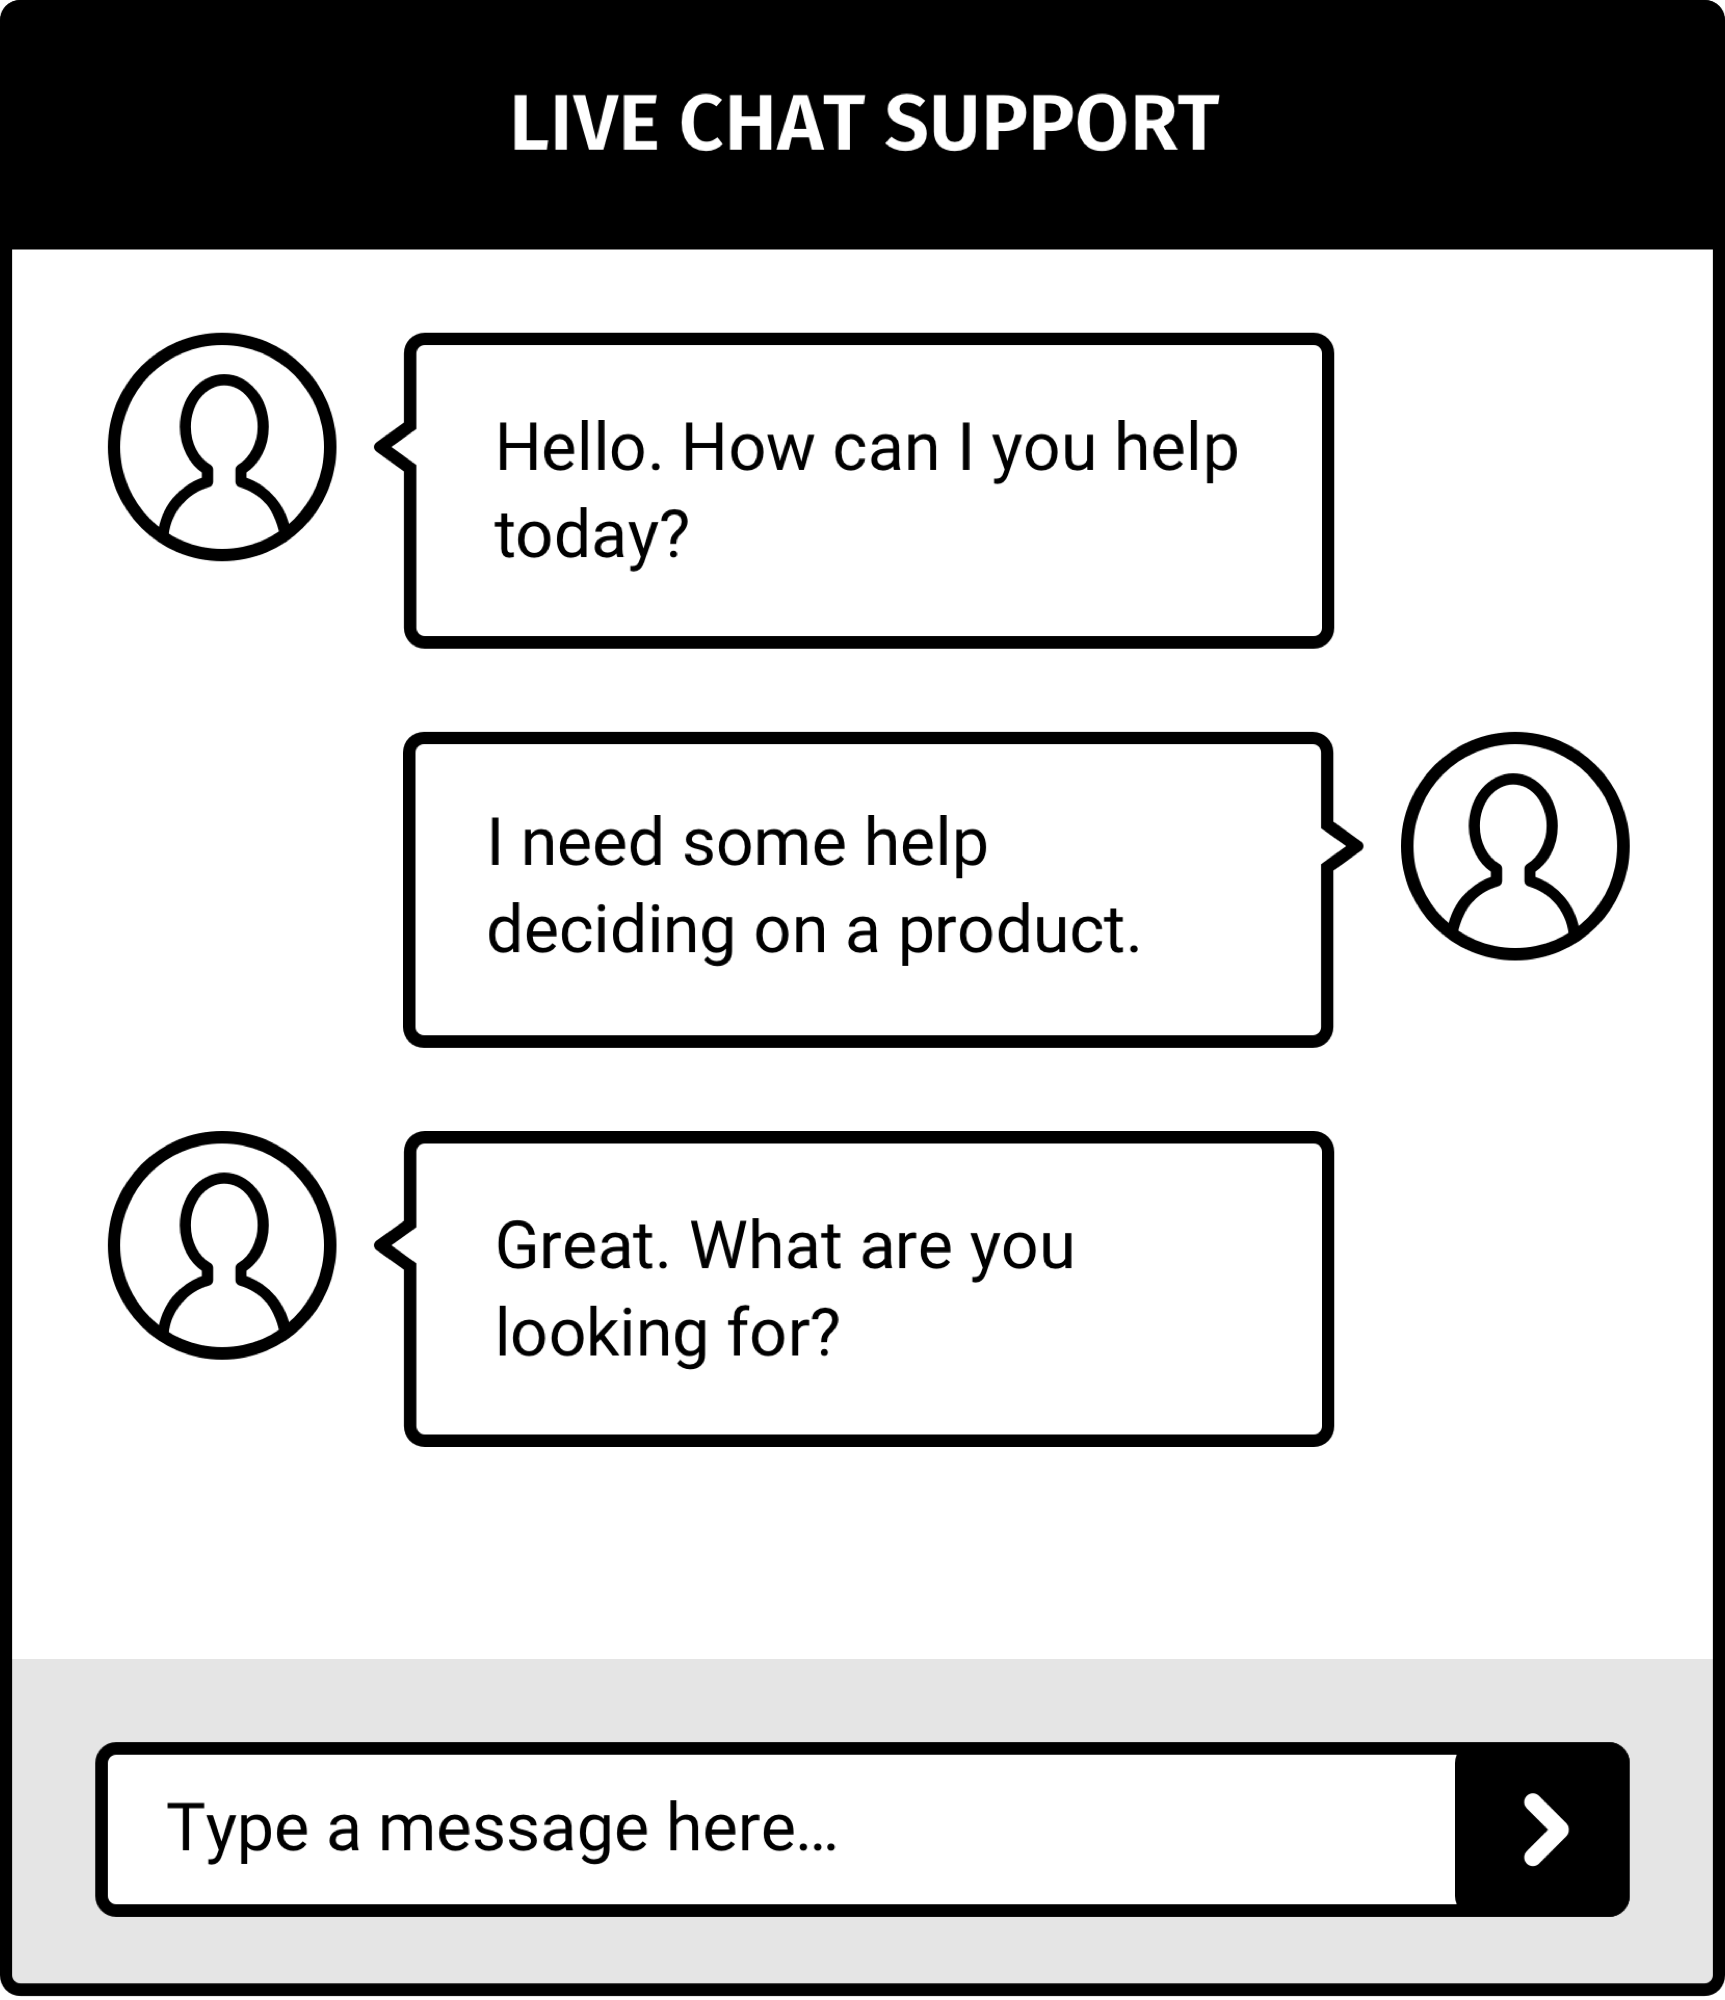 LIVE CHAT SUPPORT
Hello. How can I you help
today?
I need some help
deciding on a product.
Great. What are you
looking for?
Type a message here...